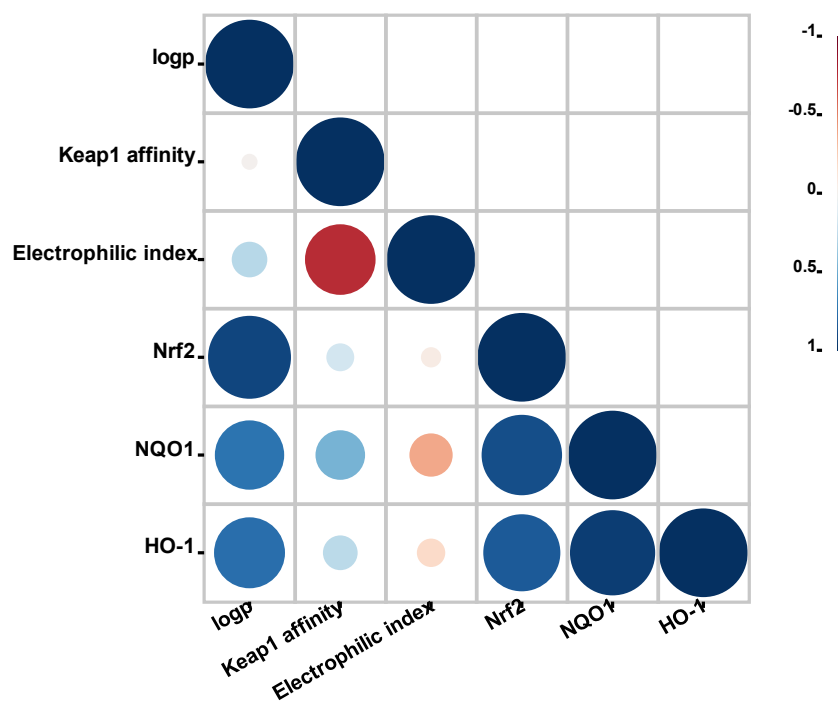 logp
Keap1 affinity
Electrophilic index
Nrf2
NQO1
HO-1
logp
Keap1 affinity
Electrophilic index
Nrf2
NQO1
HO-1
-1
-0.5
0
0.5
1